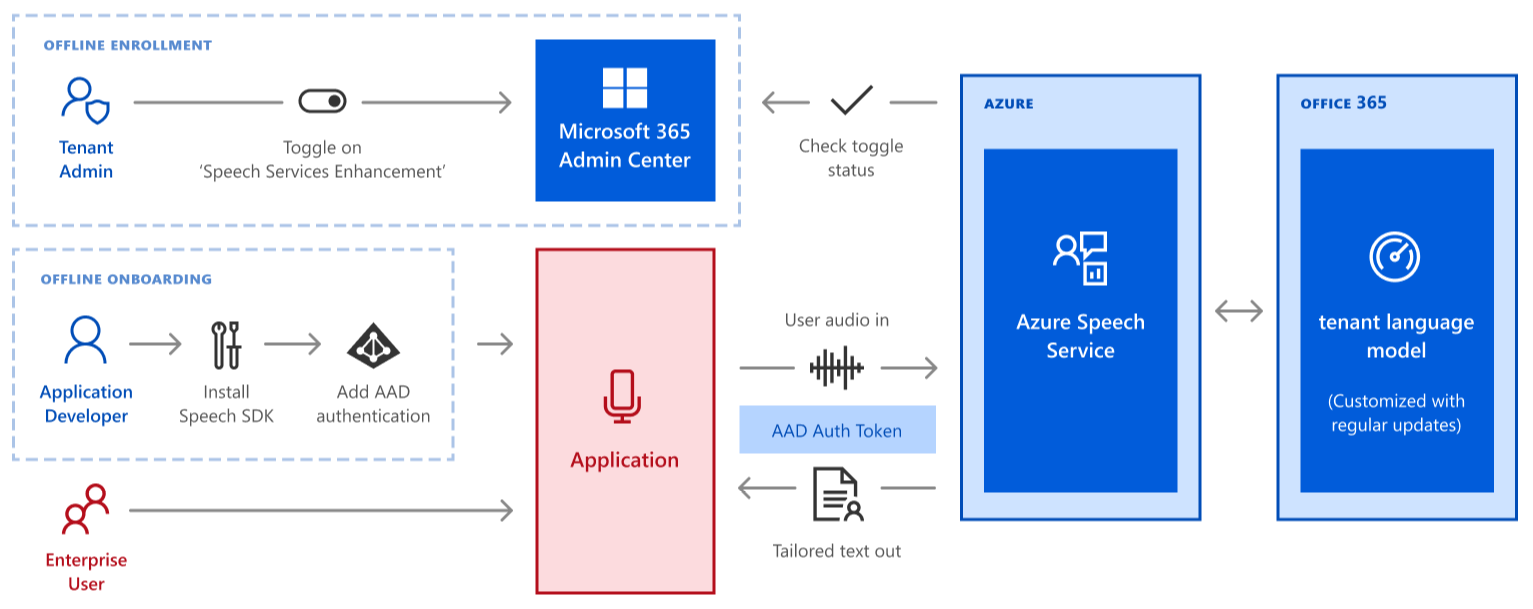 OFFLINE ENROLLMENT
Tenant
Admin
Toggle on
‘Speech Services Enhancement’
Microsoft 365
Admin Center
Check toggle
status
AZURE
Azure Speech
Service
OFFICE 365
tenant language
model
(Customized with
regular updates)
OFFLINE ONBOARDING
Application
Developer
Install
Speech SDK
Add AAD
authentication
Application
User audio in
AAD Auth Token
Tailored text out
Enterprise
User